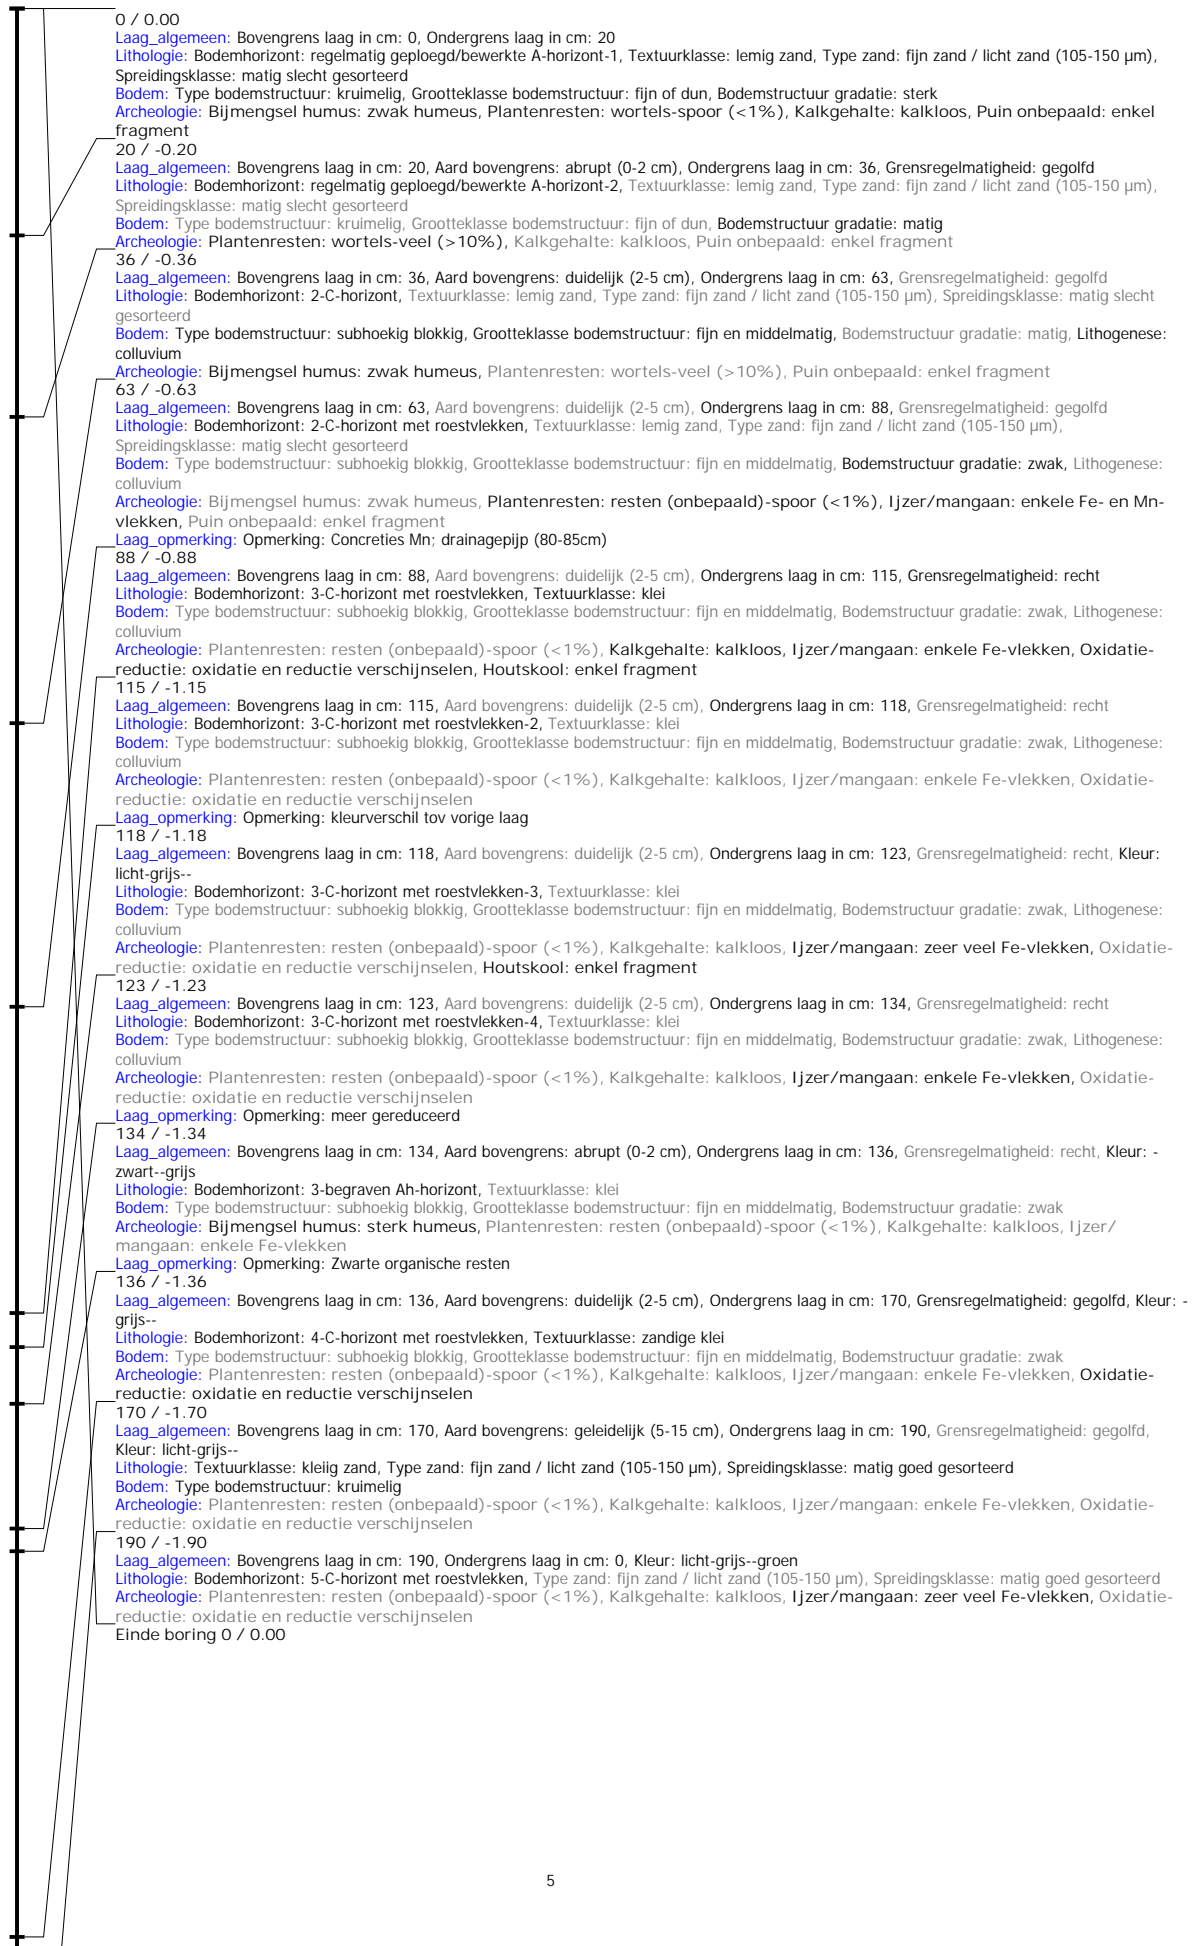 0 / 0.00
Laag_algemeen: Bovengrens laag in cm: 0, Ondergrens laag in cm: 20
Lithologie: Bodemhorizont: regelmatig geploegd/bewerkte A-horizont-1, Textuurklasse: lemig zand, Type zand: fijn zand / licht zand (105-150 µm),
Spreidingsklasse: matig slecht gesorteerd
Bodem: Type bodemstructuur: kruimelig, Grootteklasse bodemstructuur: fijn of dun, Bodemstructuur gradatie: sterk
Archeologie: Bijmengsel humus: zwak humeus, Plantenresten: wortels-spoor (<1%), Kalkgehalte: kalkloos, Puin onbepaald: enkel
fragment
20 / -0.20
Laag_algemeen: Bovengrens laag in cm: 20, Aard bovengrens: abrupt (0-2 cm), Ondergrens laag in cm: 36, Grensregelmatigheid: gegolfd
Lithologie: Bodemhorizont: regelmatig geploegd/bewerkte A-horizont-2, Textuurklasse: lemig zand, Type zand: fijn zand / licht zand (105-150 µm),
Spreidingsklasse: matig slecht gesorteerd
Bodem: Type bodemstructuur: kruimelig, Grootteklasse bodemstructuur: fijn of dun, Bodemstructuur gradatie: matig
Archeologie: Plantenresten: wortels-veel (>10%), Kalkgehalte: kalkloos, Puin onbepaald: enkel fragment
36 / -0.36
Laag_algemeen: Bovengrens laag in cm: 36, Aard bovengrens: duidelijk (2-5 cm), Ondergrens laag in cm: 63, Grensregelmatigheid: gegolfd
Lithologie: Bodemhorizont: 2-C-horizont, Textuurklasse: lemig zand, Type zand: fijn zand / licht zand (105-150 µm), Spreidingsklasse: matig slecht
gesorteerd
Bodem: Type bodemstructuur: subhoekig blokkig, Grootteklasse bodemstructuur: fijn en middelmatig, Bodemstructuur gradatie: matig, Lithogenese:
colluvium
Archeologie: Bijmengsel humus: zwak humeus, Plantenresten: wortels-veel (>10%), Puin onbepaald: enkel fragment
63 / -0.63
Laag_algemeen: Bovengrens laag in cm: 63, Aard bovengrens: duidelijk (2-5 cm), Ondergrens laag in cm: 88, Grensregelmatigheid: gegolfd
Lithologie: Bodemhorizont: 2-C-horizont met roestvlekken, Textuurklasse: lemig zand, Type zand: fijn zand / licht zand (105-150 µm),
Spreidingsklasse: matig slecht gesorteerd
Bodem: Type bodemstructuur: subhoekig blokkig, Grootteklasse bodemstructuur: fijn en middelmatig, Bodemstructuur gradatie: zwak, Lithogenese:
colluvium
Archeologie: Bijmengsel humus: zwak humeus, Plantenresten: resten (onbepaald)-spoor (<1%), Ijzer/mangaan: enkele Fe- en Mn-
vlekken, Puin onbepaald: enkel fragment
Laag_opmerking: Opmerking: Concreties Mn; drainagepijp (80-85cm)
88 / -0.88
Laag_algemeen: Bovengrens laag in cm: 88, Aard bovengrens: duidelijk (2-5 cm), Ondergrens laag in cm: 115, Grensregelmatigheid: recht
Lithologie: Bodemhorizont: 3-C-horizont met roestvlekken, Textuurklasse: klei
Bodem: Type bodemstructuur: subhoekig blokkig, Grootteklasse bodemstructuur: fijn en middelmatig, Bodemstructuur gradatie: zwak, Lithogenese:
colluvium
Archeologie: Plantenresten: resten (onbepaald)-spoor (<1%), Kalkgehalte: kalkloos, Ijzer/mangaan: enkele Fe-vlekken, Oxidatie-
reductie: oxidatie en reductie verschijnselen, Houtskool: enkel fragment
115 / -1.15
Laag_algemeen: Bovengrens laag in cm: 115, Aard bovengrens: duidelijk (2-5 cm), Ondergrens laag in cm: 118, Grensregelmatigheid: recht
Lithologie: Bodemhorizont: 3-C-horizont met roestvlekken-2, Textuurklasse: klei
Bodem: Type bodemstructuur: subhoekig blokkig, Grootteklasse bodemstructuur: fijn en middelmatig, Bodemstructuur gradatie: zwak, Lithogenese:
colluvium
Archeologie: Plantenresten: resten (onbepaald)-spoor (<1%), Kalkgehalte: kalkloos, Ijzer/mangaan: enkele Fe-vlekken, Oxidatie-
reductie: oxidatie en reductie verschijnselen
Laag_opmerking: Opmerking: kleurverschil tov vorige laag
118 / -1.18
Laag_algemeen: Bovengrens laag in cm: 118, Aard bovengrens: duidelijk (2-5 cm), Ondergrens laag in cm: 123, Grensregelmatigheid: recht, Kleur:
licht-grijs--
Lithologie: Bodemhorizont: 3-C-horizont met roestvlekken-3, Textuurklasse: klei
Bodem: Type bodemstructuur: subhoekig blokkig, Grootteklasse bodemstructuur: fijn en middelmatig, Bodemstructuur gradatie: zwak, Lithogenese:
colluvium
Archeologie: Plantenresten: resten (onbepaald)-spoor (<1%), Kalkgehalte: kalkloos, Ijzer/mangaan: zeer veel Fe-vlekken, Oxidatie-
reductie: oxidatie en reductie verschijnselen, Houtskool: enkel fragment
123 / -1.23
Laag_algemeen: Bovengrens laag in cm: 123, Aard bovengrens: duidelijk (2-5 cm), Ondergrens laag in cm: 134, Grensregelmatigheid: recht
Lithologie: Bodemhorizont: 3-C-horizont met roestvlekken-4, Textuurklasse: klei
Bodem: Type bodemstructuur: subhoekig blokkig, Grootteklasse bodemstructuur: fijn en middelmatig, Bodemstructuur gradatie: zwak, Lithogenese:
colluvium
Archeologie: Plantenresten: resten (onbepaald)-spoor (<1%), Kalkgehalte: kalkloos, Ijzer/mangaan: enkele Fe-vlekken, Oxidatie-
reductie: oxidatie en reductie verschijnselen
Laag_opmerking: Opmerking: meer gereduceerd
134 / -1.34
Laag_algemeen: Bovengrens laag in cm: 134, Aard bovengrens: abrupt (0-2 cm), Ondergrens laag in cm: 136, Grensregelmatigheid: recht, Kleur: -
zwart--grijs
Lithologie: Bodemhorizont: 3-begraven Ah-horizont, Textuurklasse: klei
Bodem: Type bodemstructuur: subhoekig blokkig, Grootteklasse bodemstructuur: fijn en middelmatig, Bodemstructuur gradatie: zwak
Archeologie: Bijmengsel humus: sterk humeus, Plantenresten: resten (onbepaald)-spoor (<1%), Kalkgehalte: kalkloos, Ijzer/
mangaan: enkele Fe-vlekken
Laag_opmerking: Opmerking: Zwarte organische resten
136 / -1.36
Laag_algemeen: Bovengrens laag in cm: 136, Aard bovengrens: duidelijk (2-5 cm), Ondergrens laag in cm: 170, Grensregelmatigheid: gegolfd, Kleur: -
grijs--
Lithologie: Bodemhorizont: 4-C-horizont met roestvlekken, Textuurklasse: zandige klei
Bodem: Type bodemstructuur: subhoekig blokkig, Grootteklasse bodemstructuur: fijn en middelmatig, Bodemstructuur gradatie: zwak
Archeologie: Plantenresten: resten (onbepaald)-spoor (<1%), Kalkgehalte: kalkloos, Ijzer/mangaan: enkele Fe-vlekken, Oxidatie-
reductie: oxidatie en reductie verschijnselen
170 / -1.70
Laag_algemeen: Bovengrens laag in cm: 170, Aard bovengrens: geleidelijk (5-15 cm), Ondergrens laag in cm: 190, Grensregelmatigheid: gegolfd,
Kleur: licht-grijs--
Lithologie: Textuurklasse: kleiig zand, Type zand: fijn zand / licht zand (105-150 µm), Spreidingsklasse: matig goed gesorteerd
Bodem: Type bodemstructuur: kruimelig
Archeologie: Plantenresten: resten (onbepaald)-spoor (<1%), Kalkgehalte: kalkloos, Ijzer/mangaan: enkele Fe-vlekken, Oxidatie-
reductie: oxidatie en reductie verschijnselen
190 / -1.90
Laag_algemeen: Bovengrens laag in cm: 190, Ondergrens laag in cm: 0, Kleur: licht-grijs--groen
Lithologie: Bodemhorizont: 5-C-horizont met roestvlekken, Type zand: fijn zand / licht zand (105-150 µm), Spreidingsklasse: matig goed gesorteerd
Archeologie: Plantenresten: resten (onbepaald)-spoor (<1%), Kalkgehalte: kalkloos, Ijzer/mangaan: zeer veel Fe-vlekken, Oxidatie-
reductie: oxidatie en reductie verschijnselen
Einde boring 0 / 0.00
5